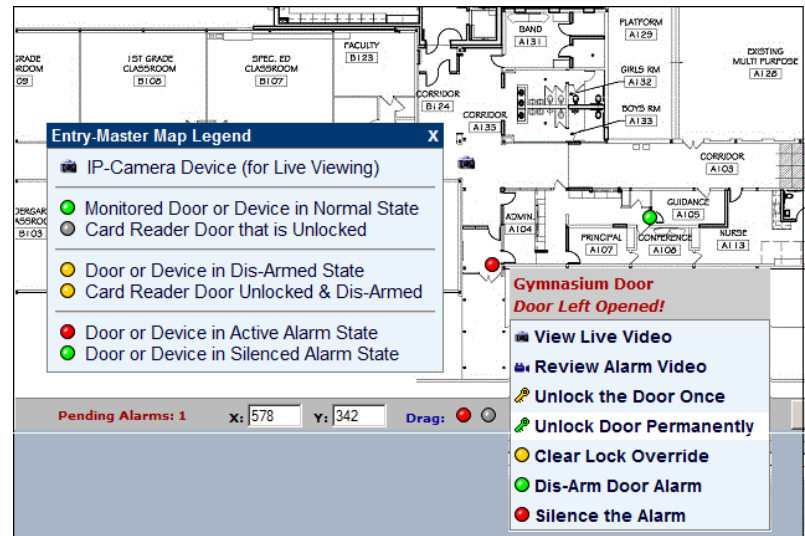 BAND
A131
PLATFORM
A129
GRADE
ROOM
09
1ST GRADE
CLASSROOM
B108
SPEC. ED
CLASSROOM
B107
FACULTY
B123
CORRIDOR
B124
GIRLS RM
A132
EXISTING
MULTI PURPOSE
A128
CORRIDOR
A135
BOYS RM
A133
CORRIDOR
A103
Entry-Master Map Legend X
IP-Camera Device (for Live Viewing)
Monitored Door or Device in Normal State
Card Reader Door that is Unlocked
Door or Device in Dis-Armed State
Card Reader Door Unlocked & Dis-Armed
Door or Device in Active Alarm State
Door or Device in Silenced Alarm State
DERGAR
ASSROO
B103
ADMIN.
A104
GUIDANCE
A105
PRINCIPAL
A107
CONFERENCE
A108
NURSE
A113
Gymnasium Door
Door Left Opened!
View Live Video
Review Alarm Video
Unlock the Door Once
Unlock Door Permanently
Clear Lock Override
Dis-Arm Door Alarm
Silence the Alarm
Pending Alarms: 1 X: 578 Y: 342 Drag: